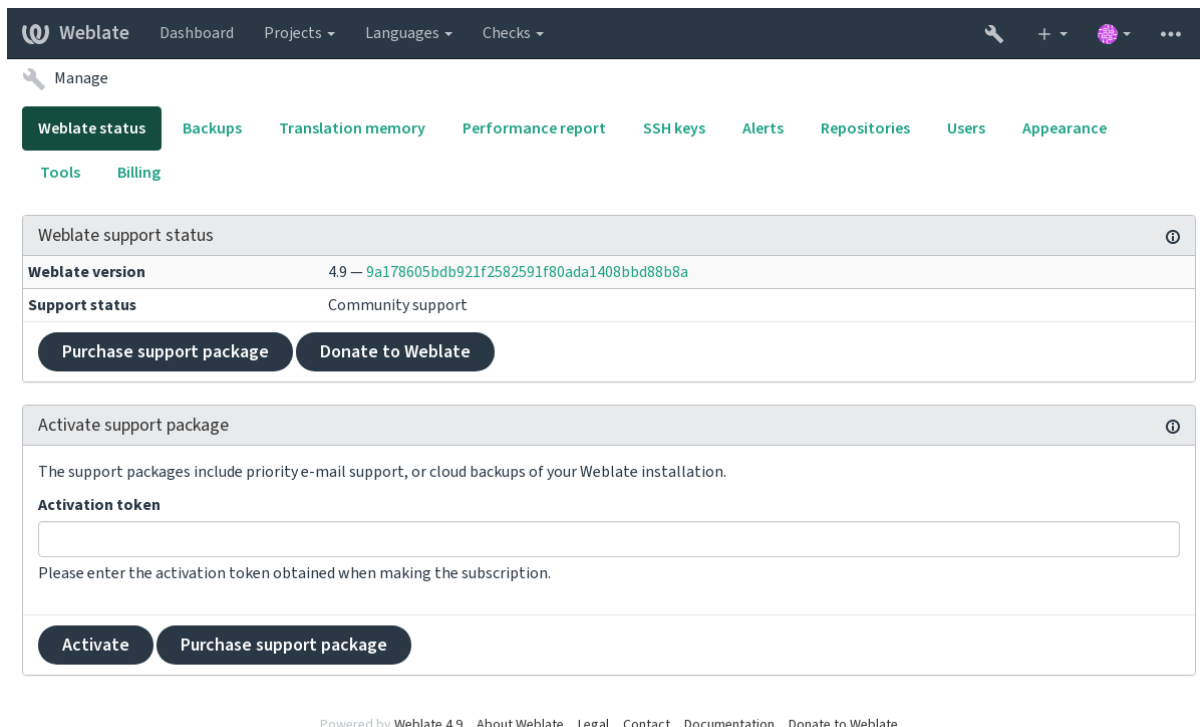 Weblate Dashboard Projects Languages Checks
Manage
Weblate status Backups Translation memory Performance report SSH keys Alerts Repositories Users Appearance
Tools Billing
Weblate support status
Weblate version 4.9 — 9a178605bdb921f2582591f80ada1408bbd88b8a
Support status Community support
Purchase support package Donate to Weblate
Activate support package
The support packages include priority e-mail support, or cloud backups of your Weblate installation.
Activation token
Please enter the activation token obtained when making the subscription.
Activate Purchase support package
Powered by Weblate 4.9 About Weblate Legal Contact Documentation Donate to Weblate